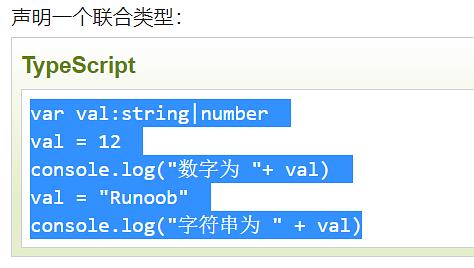 声明一个联合类型：
TypeScript
var val:string|number
val = 12
console.log("数字为 "+ val)
val = "Runoob"
console.log("字符串为 " + val)